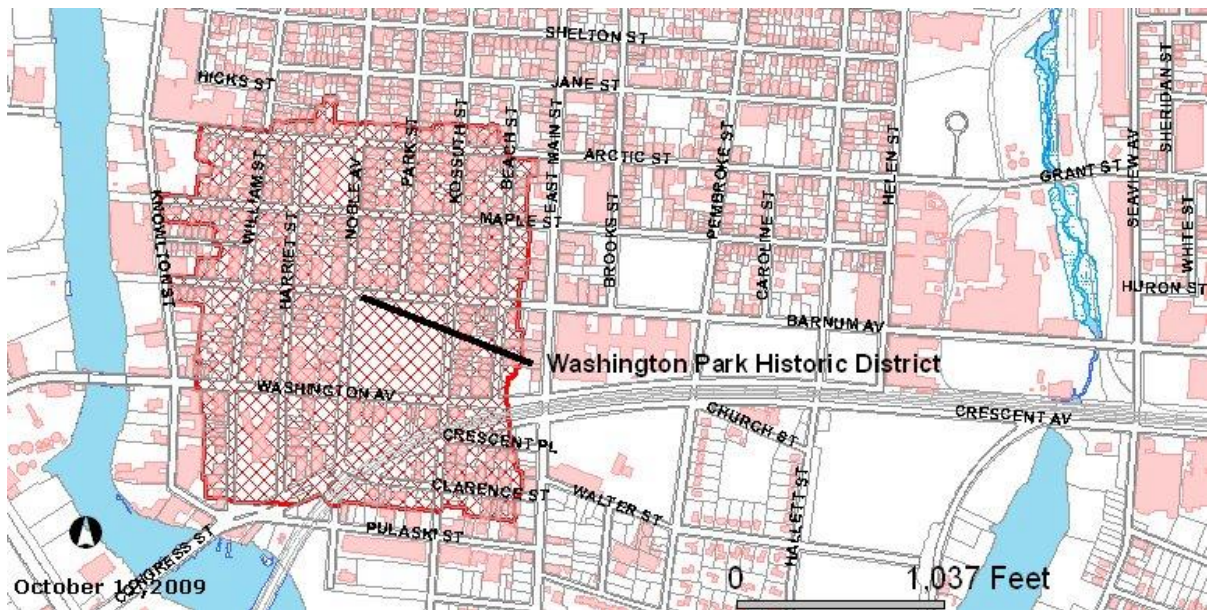 SHELTON ST
HICKS ST
JANE ST
SHERIDAN ST
PARK ST
KOSSUTH ST
BEACH ST
EAST MAIN ST
ARCTIC ST
PEMBROKE ST
HELEN ST
GRANT ST
SEAVIEW AV
KNOWLTON ST
WILLIAM ST
HARRIET ST
NOBLE AV
MAPLE ST
BROOKS ST
CAROLINE ST
WHITE ST
HURON ST
BARNUM AV
Washington Park Historic District
WASHINGTON AV
CRESCENT PL
CHURCH ST
CRESCENT AV
CLARENCE ST
WALTER ST
HALLETT ST
PULASKI ST
CONGRESS ST
October 12, 2009
0 1,037 Feet